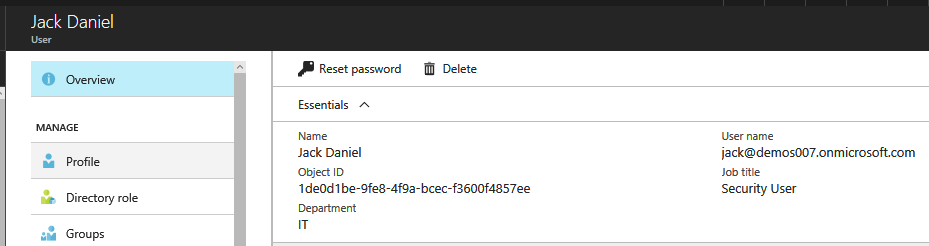 Jack Daniel
User
Overview
MANAGE
Profile
Directory role
Groups
Reset password
Delete
Essentials
Name
Jack Daniel
User name
jack@demos007.onmicrosoft.com
Object ID
1de0d1be-9fe8-4f9a-bcec-f3600f4857ee
Job title
Security User
Department
IT